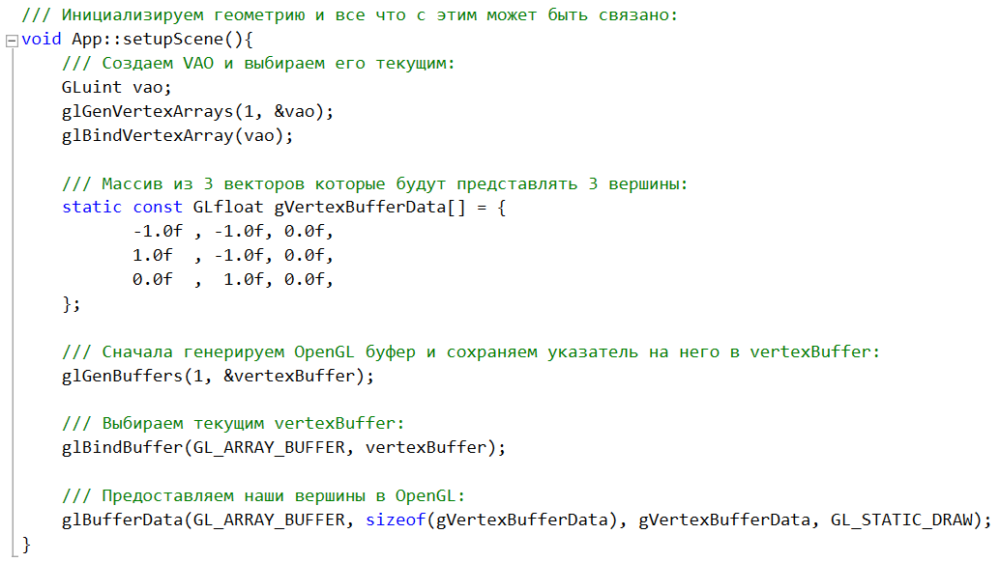 /// Инициализируем геометрию и все что с этим может быть связано:
void App::setupScene(){
    /// Создаем VAO и выбираем его текущим:
    GLuint vao;
    glGenVertexArrays(1, &vao);
    glBindVertexArray(vao);

    /// Массив из 3 векторов которые будут представлять 3 вершины:
    static const GLfloat gVertexBufferData[] = {
           -1.0f , -1.0f, 0.0f,
           1.0f  , -1.0f, 0.0f,
           0.0f  ,  1.0f, 0.0f,
    };

    /// Сначала генерируем OpenGL буфер и сохраняем указатель на него в vertexBuffer:
    glGenBuffers(1, &vertexBuffer);

    /// Выбираем текущим vertexBuffer:
    glBindBuffer(GL_ARRAY_BUFFER, vertexBuffer);

    /// Предоставляем наши вершины в OpenGL:
    glBufferData(GL_ARRAY_BUFFER, sizeof(gVertexBufferData), gVertexBufferData, GL_STATIC_DRAW);
}